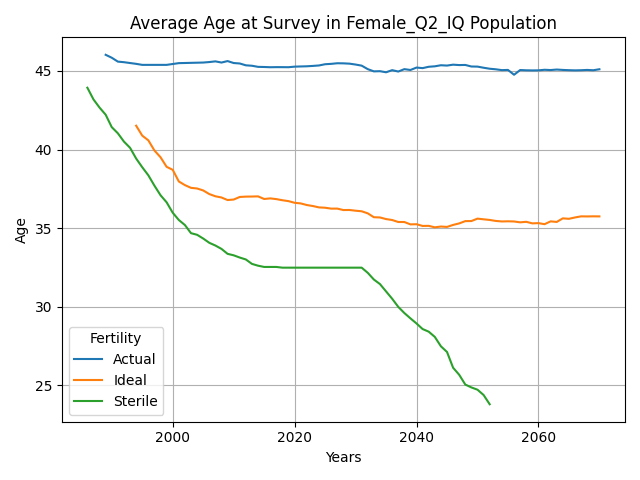 Average Age at Survey in Female_Q2_IQ Population
Age
45
40
35
30
25
Fertility
Actual
Ideal
Sterile
2000
2020
2040
2060
Years